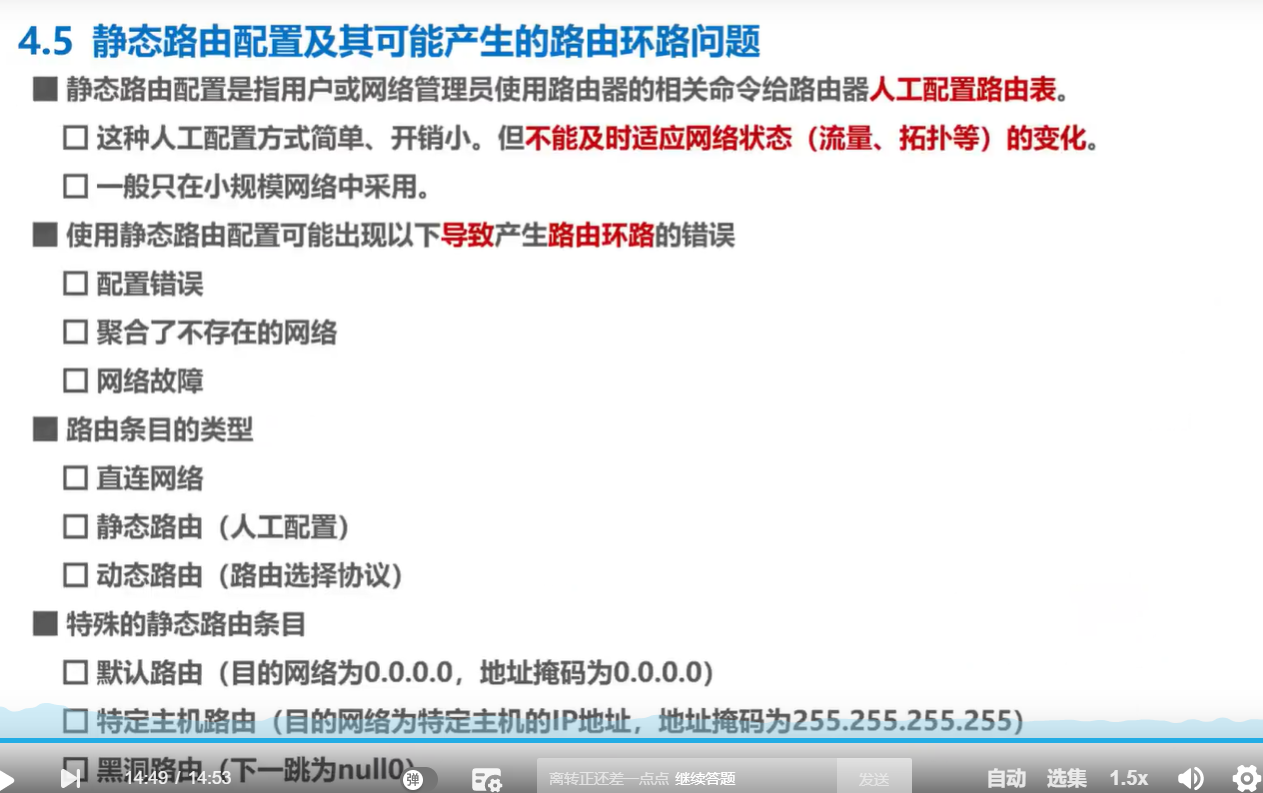 4.5 静态路由配置及其可能产生的路由环路问题
静态路由配置是指用户或网络管理员使用路由器的相关命令给路由器人工配置路由表。
这种人工配置方式简单、开销小。但不能及时适应网络状态（流量、拓扑等）的变化。
一般只在小规模网络中采用。
使用静态路由配置可能出现以下导致产生路由环路的错误
配置错误
聚合了不存在的网络
网络故障
路由条目的类型
直连网络
静态路由（人工配置）
动态路由（路由选择协议）
特殊的静态路由条目
默认路由（目的网络为0.0.0.0，地址掩码为0.0.0.0）
特定主机路由（目的网络为特定主机的IP地址，地址掩码为255.255.255.255）
黑洞路由（下一跳为null0）
14:49 / 14:53 弹 离转正还差一点点 继续答题 发送 自动 选集 1.5x